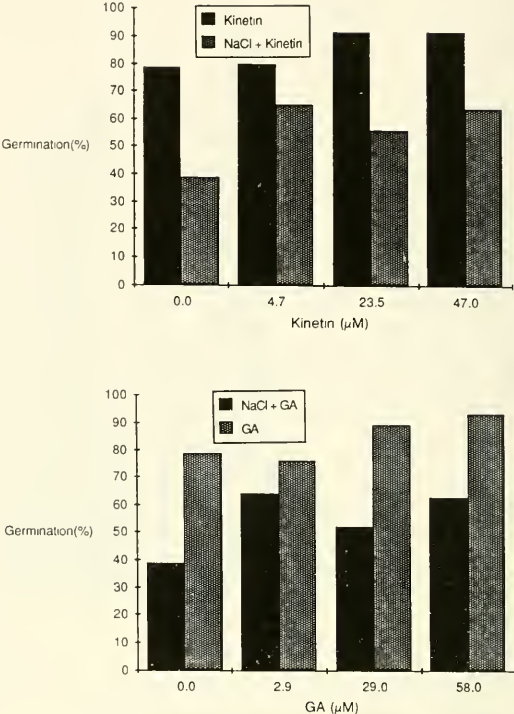 100
90
80
70
60
50
40
30
20
10
0
Germination(%)
Kinetin
NaCl + Kinetin
0.0 4.7 23.5 47.0
Kinetin (µM)
100
90
80
70
60
50
40
30
20
10
0
Germination(%)
NaCl + GA
GA
0.0 2.9 29.0 58.0
GA (µM)